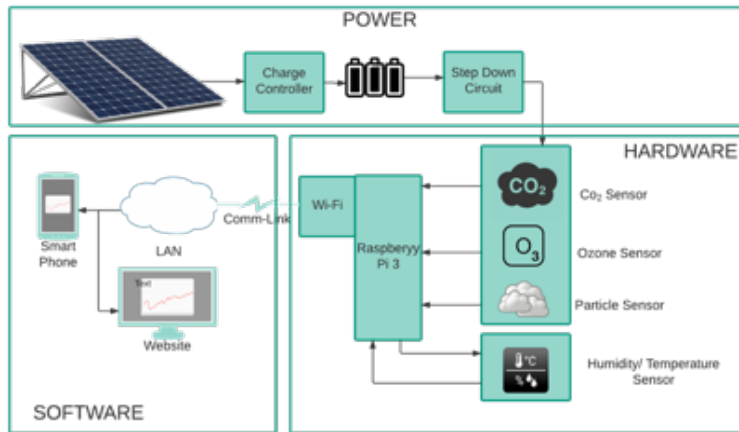 POWER
Charge
Controller
Step Down
Circuit
HARDWARE
CO₂
Co₂ Sensor
Wi-Fi
Comm-Link
LAN
Smart
Phone
Raspberyy
Pi 3
O₃
Ozone Sensor
Particle Sensor
Text
Website
°C
%
Humidity/ Temperature
Sensor
SOFTWARE